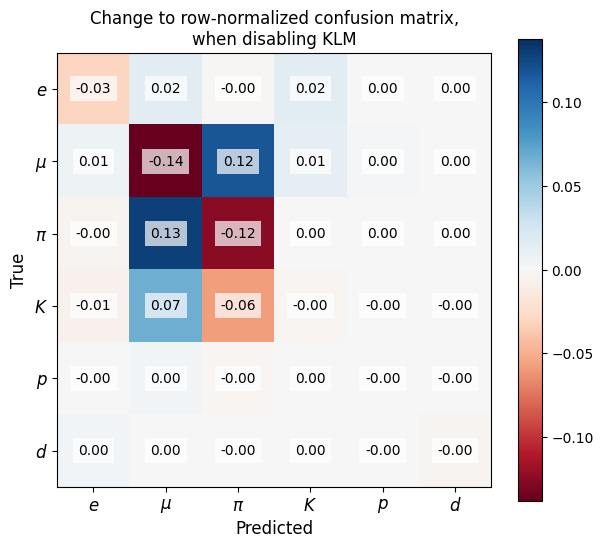 Change to row-normalized confusion matrix,
when disabling KLM
e -0.03 0.02 -0.00 0.02 0.00 0.00
μ 0.01 -0.14 0.12 0.01 0.00 0.00
π -0.00 0.13 -0.12 0.00 0.00 0.00
K -0.01 0.07 -0.06 -0.00 -0.00 -0.00
p -0.00 0.00 -0.00 0.00 -0.00 -0.00
d 0.00 0.00 -0.00 0.00 -0.00 -0.00
e μ π K p d
True
Predicted
0.10
0.05
0.00
-0.05
-0.10